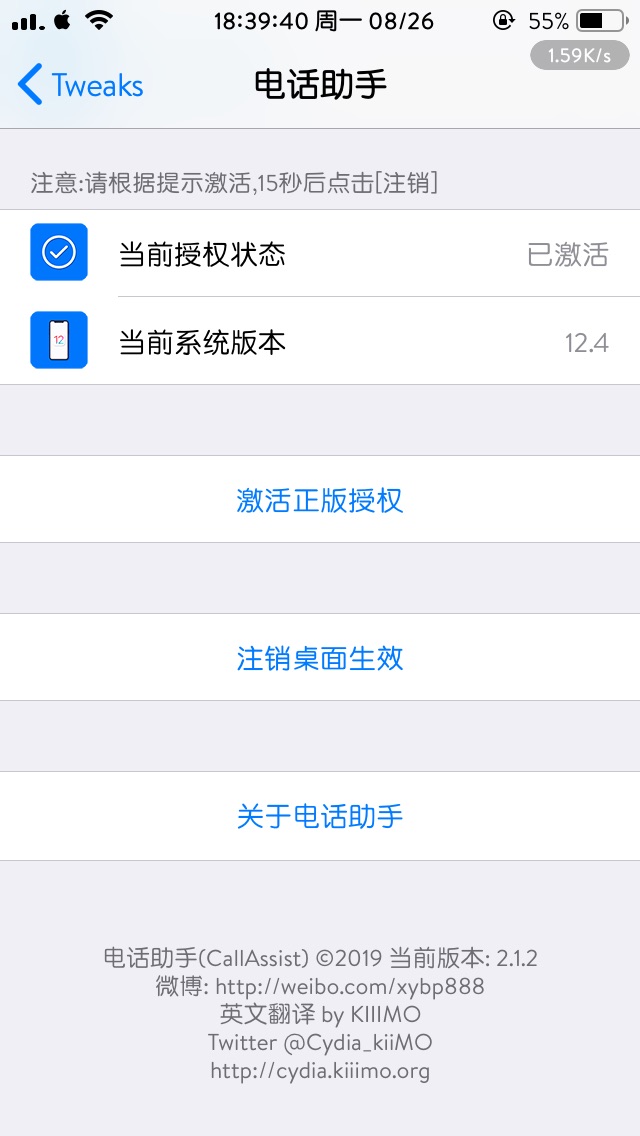 18:39:40 周一 08/26
55%
1.59K/s
Tweaks
电话助手
注意:请根据提示激活,15秒后点击[注销]
当前授权状态
已激活
12
当前系统版本
12.4
激活正版授权
注销桌面生效
关于电话助手
电话助手(CallAssist) ©2019 当前版本: 2.1.2
微博: http://weibo.com/xybp888
英文翻译 by KIIIMO
Twitter @Cydia_kiiMO
http://cydia.kiiimo.org